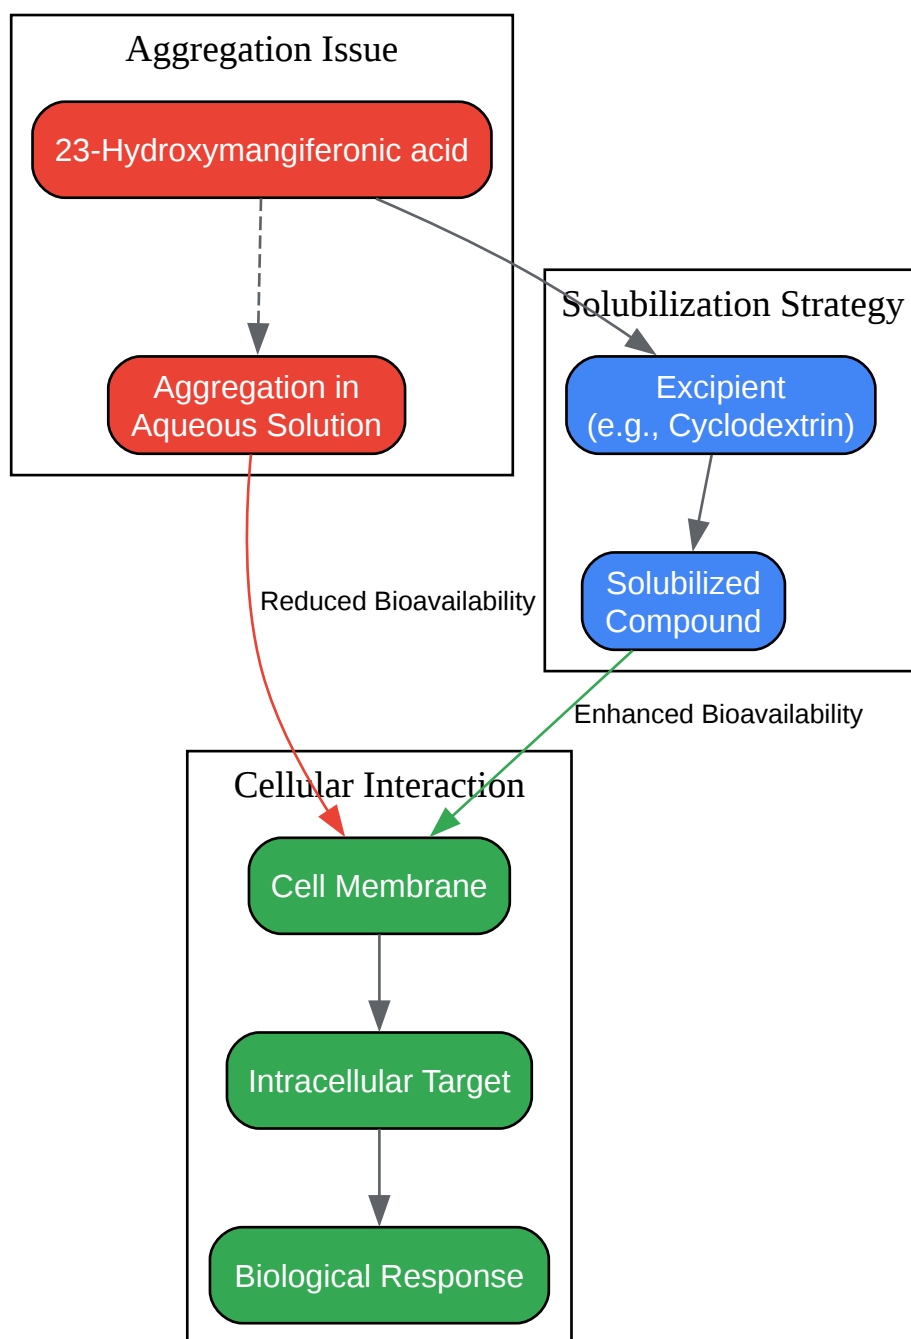 Aggregation Issue
23-Hydroxymangiferonic acid
Solubilization Strategy
Aggregation in
Aqueous Solution
Excipient
(e.g., Cyclodextrin)
Solubilized
Compound
Reduced Bioavailability
Enhanced Bioavailability
Cellular Interaction
Cell Membrane
Intracellular Target
Biological Response